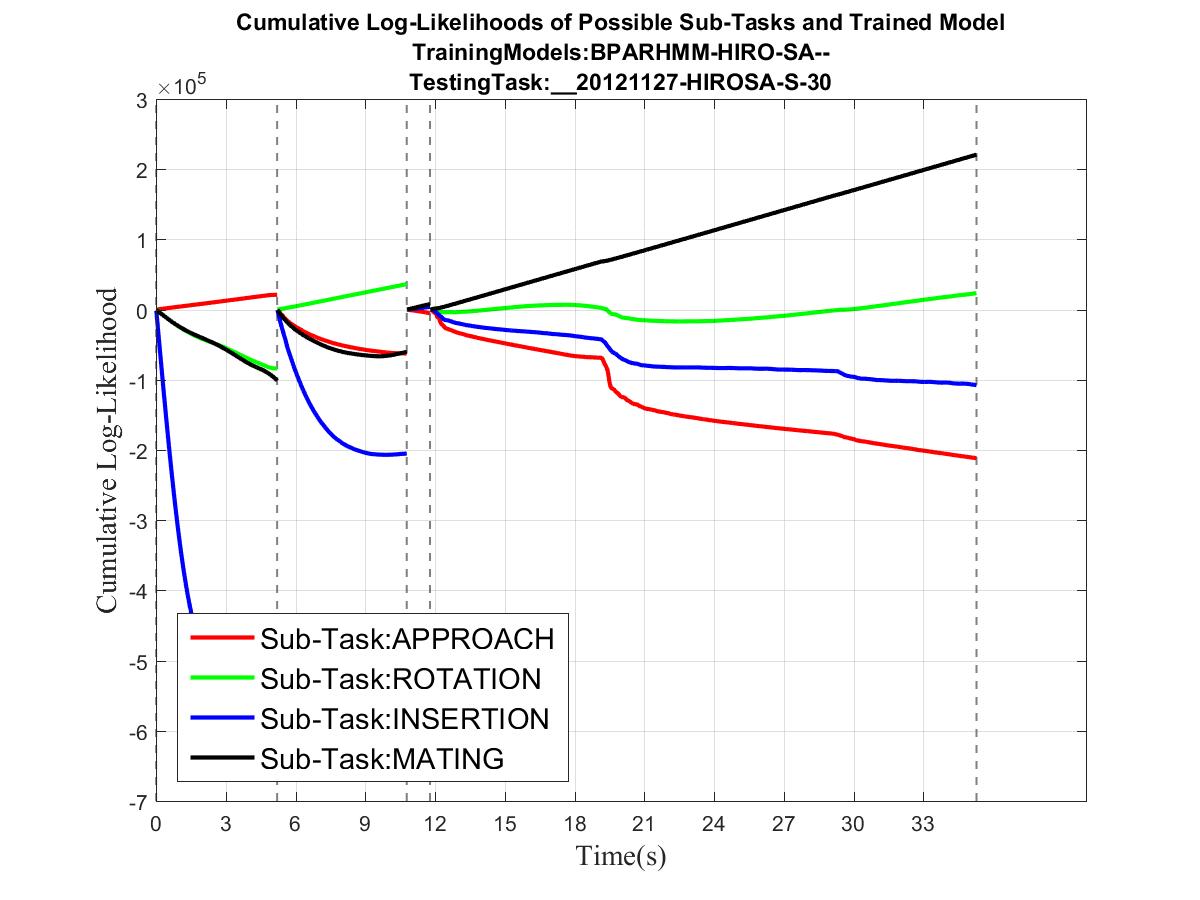 Cumulative Log-Likelihoods of Possible Sub-Tasks and Trained Model
TrainingModels:BPARHMM-HIRO-SA--
TestingTask:__20121127-HIROSA-S-30
×10⁵
3
2
1
0
-1
-2
-3
-4
-5
-6
-7
Cumulative Log-Likelihood
Sub-Task:APPROACH
Sub-Task:ROTATION
Sub-Task:INSERTION
Sub-Task:MATING
0 3 6 9 12 15 18 21 24 27 30 33
Time(s)